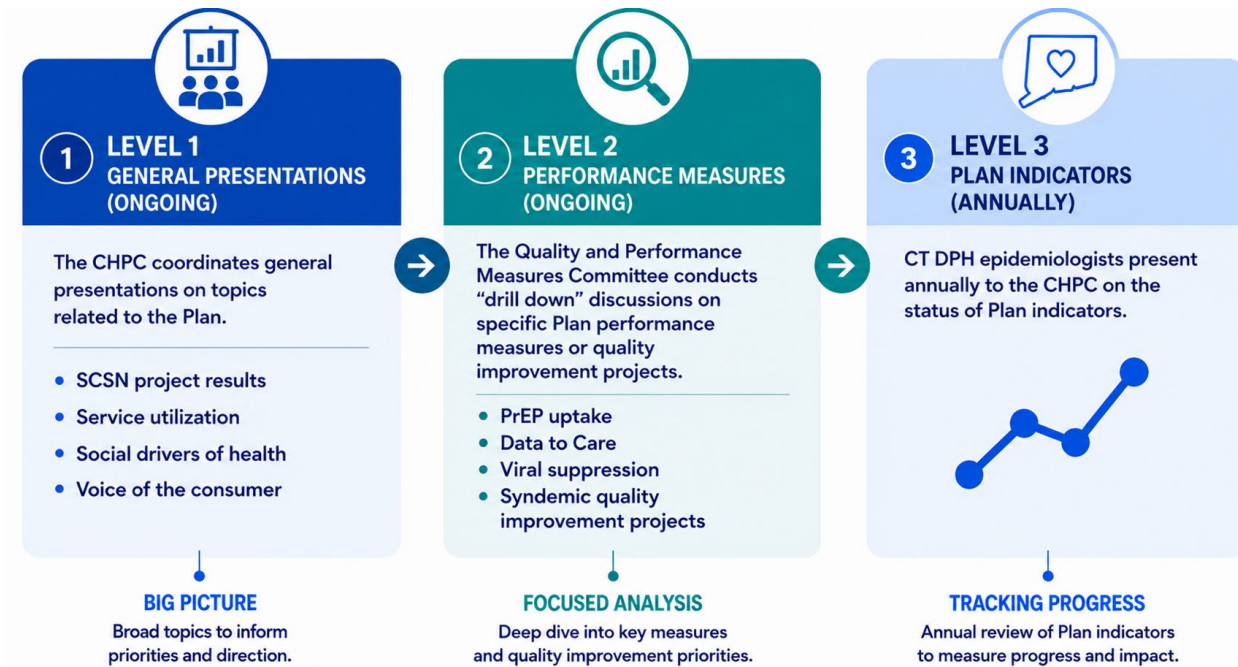 1
LEVEL 1
GENERAL PRESENTATIONS
(ONGOING)
The CHPC coordinates general
presentations on topics
related to the Plan.
• SCSN project results
• Service utilization
• Social drivers of health
• Voice of the consumer
BIG PICTURE
Broad topics to inform
priorities and direction.
2
LEVEL 2
PERFORMANCE MEASURES
(ONGOING)
The Quality and Performance
Measures Committee conducts
“drill down” discussions on
specific Plan performance
measures or quality
improvement projects.
• PrEP uptake
• Data to Care
• Viral suppression
• Syndemic quality
improvement projects
FOCUSED ANALYSIS
Deep dive into key measures
and quality improvement priorities.
3
LEVEL 3
PLAN INDICATORS
(ANNUALLY)
CT DPH epidemiologists present
annually to the CHPC on the
status of Plan indicators.
TRACKING PROGRESS
Annual review of Plan indicators
to measure progress and impact.